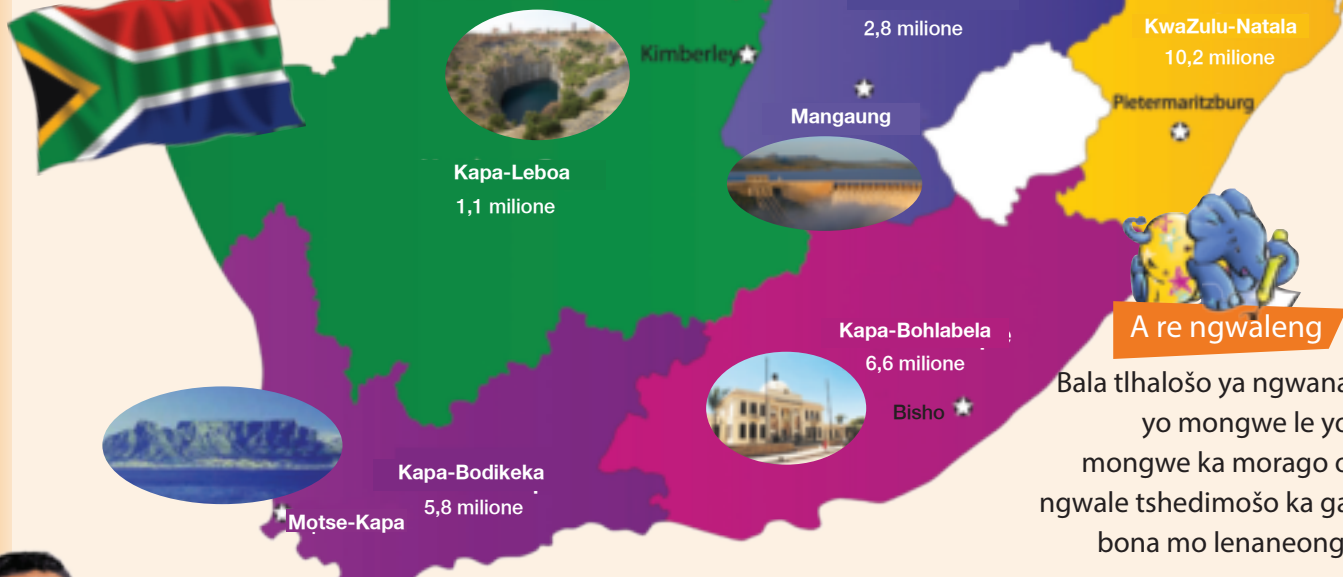 2,8 milione
KwaZulu-Natala
10,2 milione
Kimberley
Mangaung
Pietermaritzburg
Kapa-Leboa
1,1 milione
Kapa-Bohlabela
6,6 milione
Bisho
Kapa-Bodikeka
5,8 milione
Motse-Kapa
A re ngwaleng
Bala tlhalošo ya ngwana
yo mongwe le yo
mongwe ka morago o
ngwale tshedimošo ka ga
bona mo lenaneong